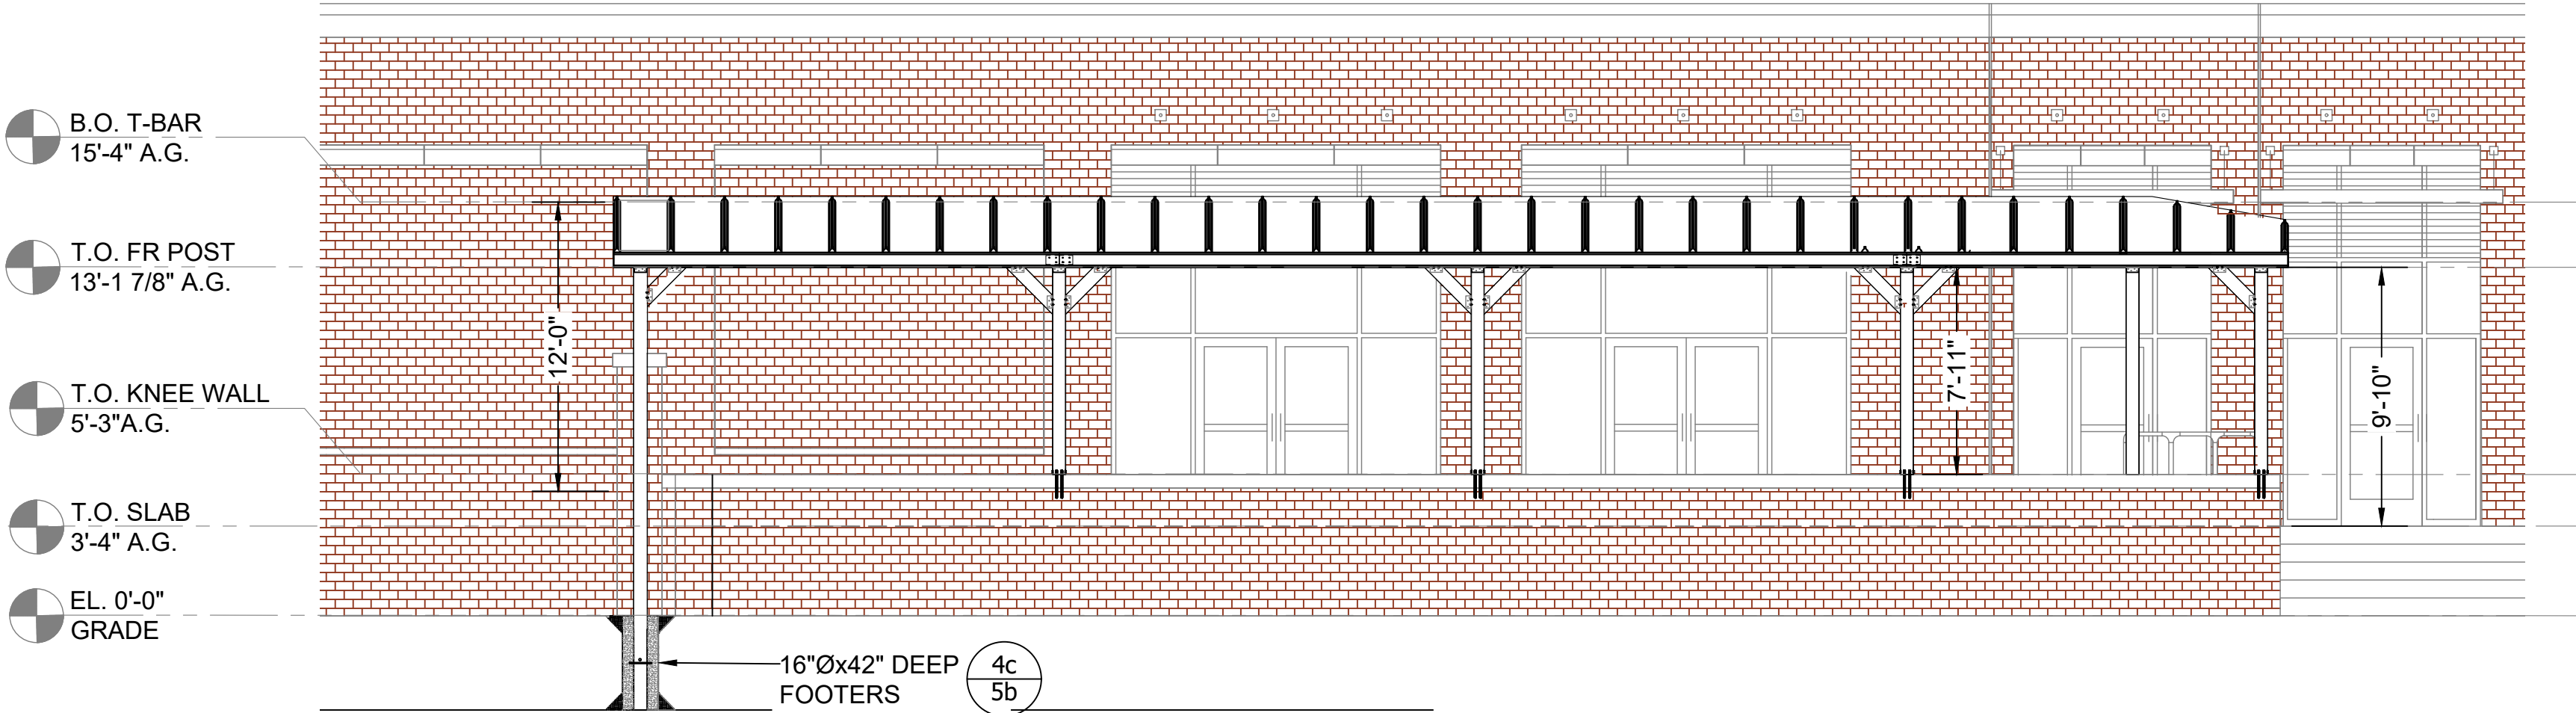 B.O. T-BAR
15'-4" A.G.
T.O. FR POST
13'-1 7/8" A.G.
T.O. KNEE WALL
5'-3"A.G.
T.O. SLAB
3'-4" A.G.
EL. 0'-0"
GRADE
12'-0"
7'-11"
9'-10"
16"Øx42" DEEP
FOOTERS
4c
5b